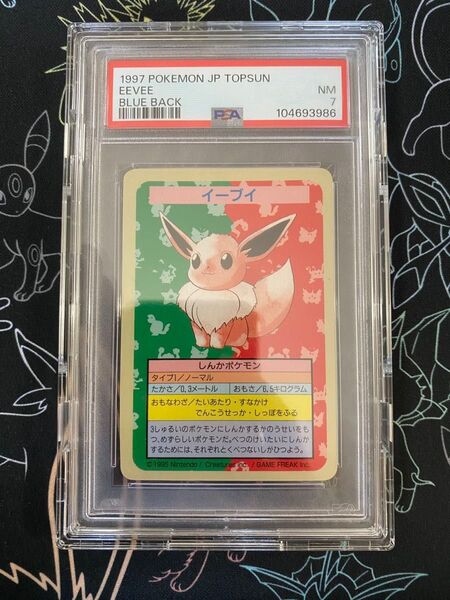 1997 POKEMON JP TOPSUN
EEVEE NM
BLUE BACK 7
PSA 104693986
イーブイ
しんかポケモン
タイプ1/ノーマル
たかさ/0,3メートル おもさ/6,5キログラム
おもなわざ/たいあたり・すなかけ
でんこうせっか・しっぽをふる
3しゅるいのポケモンにしんかするかのうせいをも
つ、めずらしいポケモンだ。べつのけいたいにしんか
するためには、それぞれとくべつないしがひつよう。
© 1995 Nintendo / Creatures inc. / GAME FREAK inc.